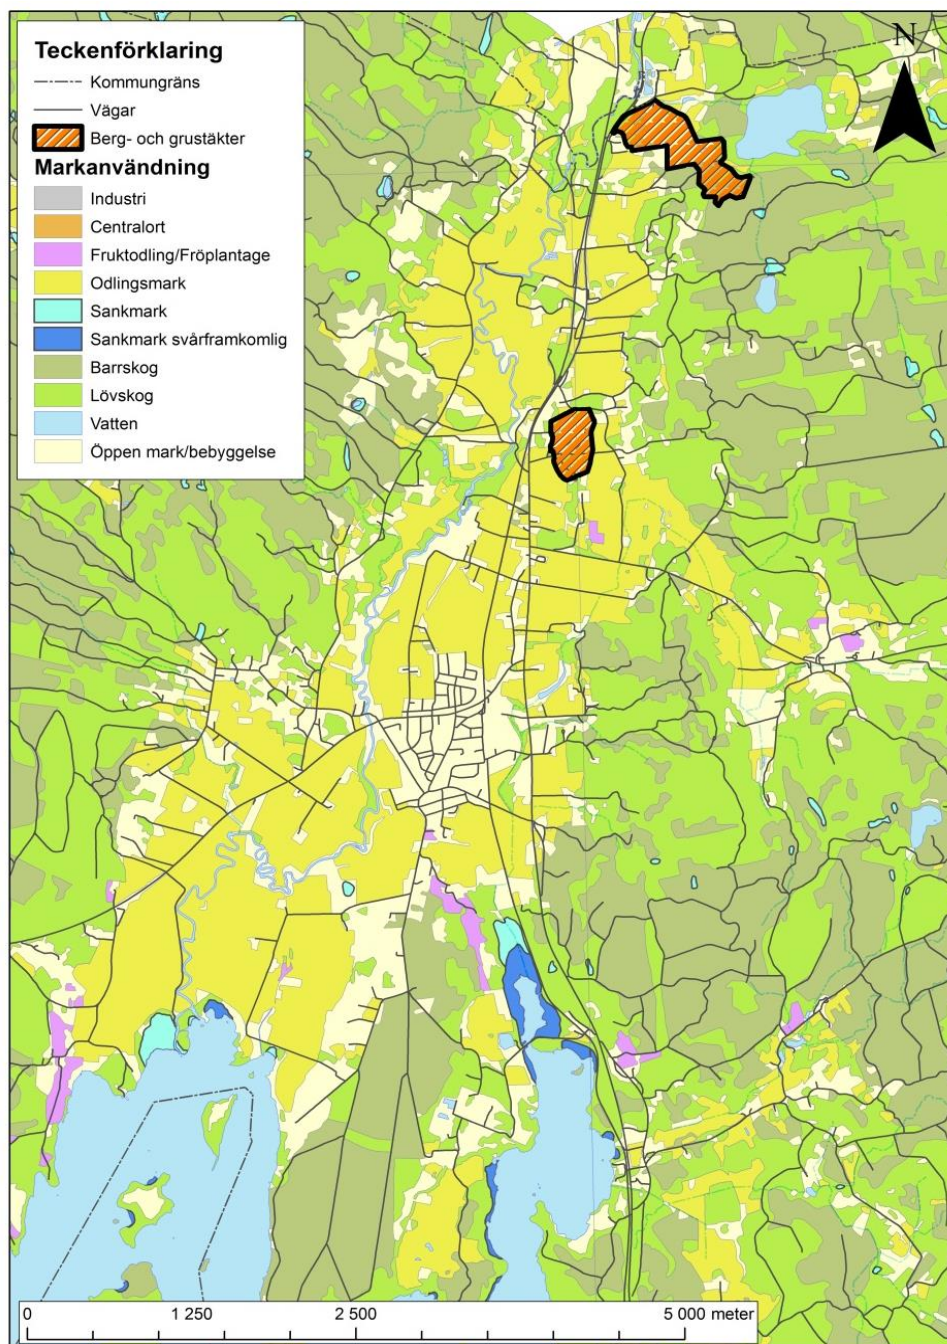 Teckenförklaring
Kommungräns
Vägar
Berg- och grustäkter
Markanvändning
Industri
Centralort
Fruktodling/Fröplantage
Odlingsmark
Sankmark
Sankmark svårframkomlig
Barrskog
Lövskog
Vatten
Öppen mark/bebyggelse
N
0 1 250 2 500 5 000 meter